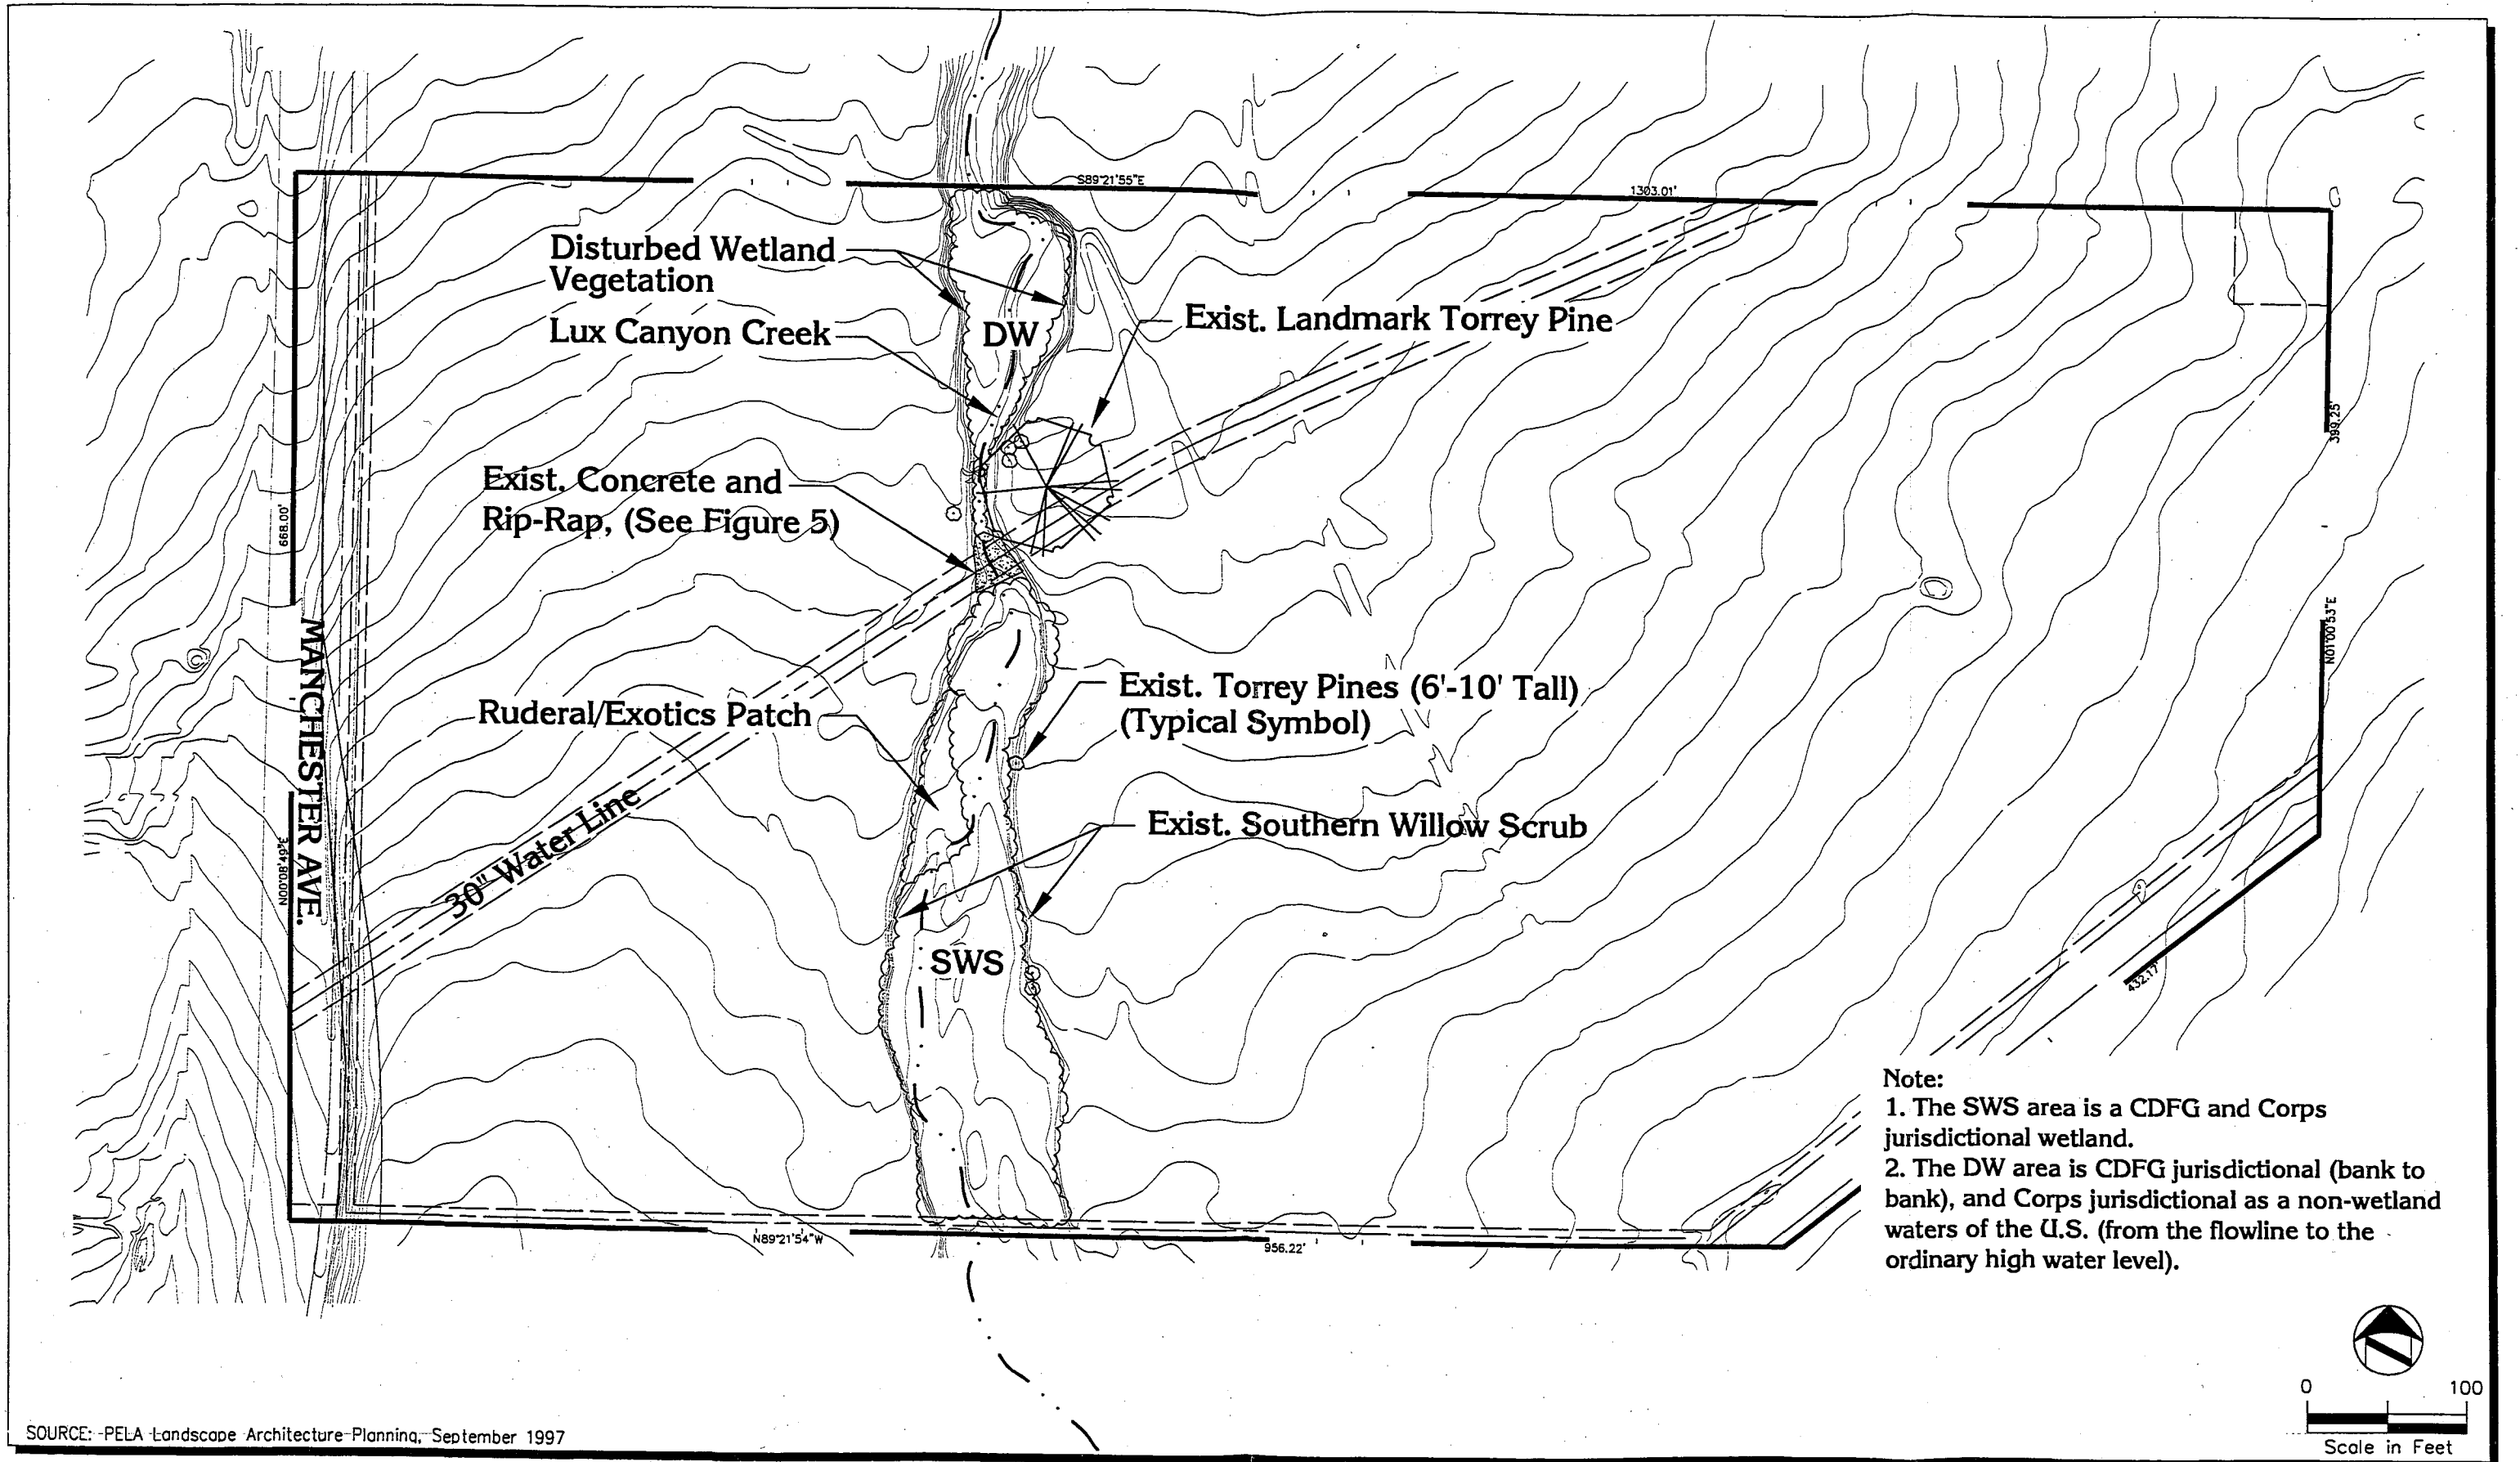 S89°21'55"E
1303.01'
Disturbed Wetland
Vegetation
DW
Lux Canyon Creek
Exist. Landmark Torrey Pine
399.25'
Exist. Concrete and
Rip-Rap, (See Figure 5)
668.00'
MANCHESTER AVE.
N01°00'53"E
Exist. Torrey Pines (6'-10' Tall)
(Typical Symbol)
Ruderal/Exotics Patch
30" Water Line
Exist. Southern Willow Scrub
N00°08'49"E
SWS
432.17'
N89°21'54"W
956.22'
Note:
1. The SWS area is a CDFG and Corps
jurisdictional wetland.
2. The DW area is CDFG jurisdictional (bank to
bank), and Corps jurisdictional as a non-wetland
waters of the U.S. (from the flowline to the
ordinary high water level).
0 100
Scale in Feet
SOURCE: PELA Landscape Architecture Planning, September 1997